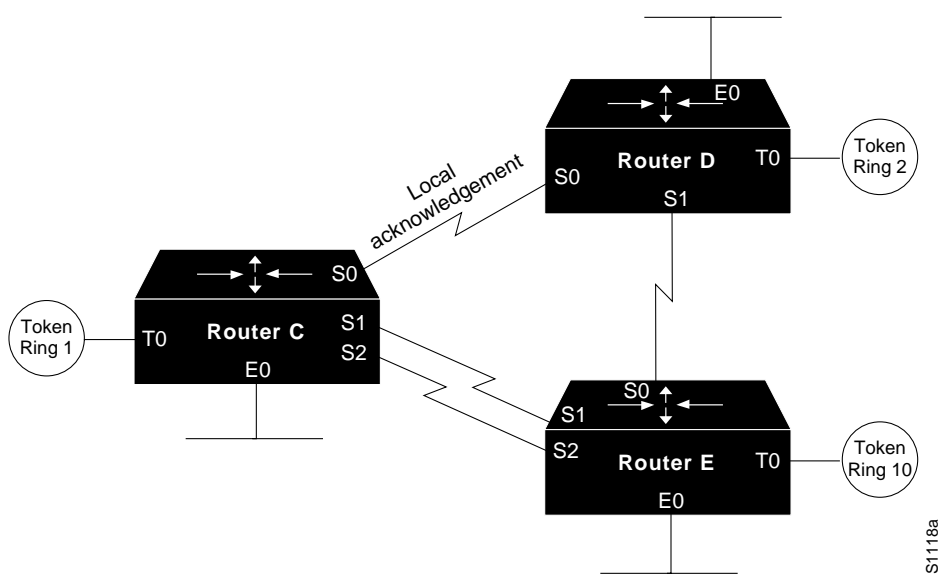 E0
Router D
T0
S0
S1
Token
Ring 2
Local
acknowledgement
S0
Router C
S1
S2
T0
E0
Token
Ring 1
S0
S1
S2
Router E
T0
E0
Token
Ring 10
S1118a